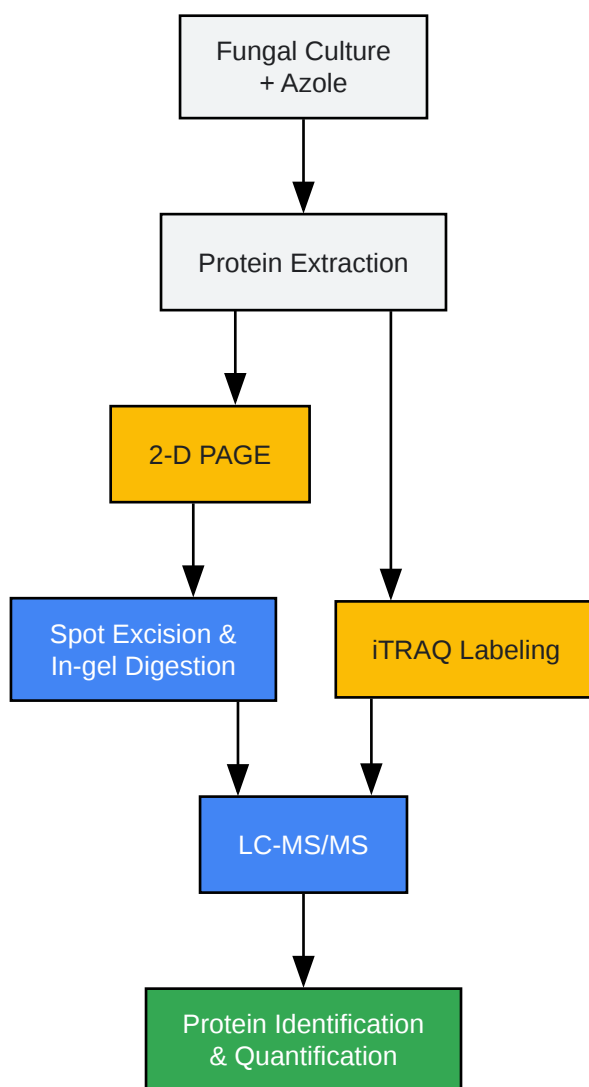 Fungal Culture
+ Azole
Protein Extraction
2-D PAGE
Spot Excision &
In-gel Digestion
iTRAQ Labeling
LC-MS/MS
Protein Identification
& Quantification